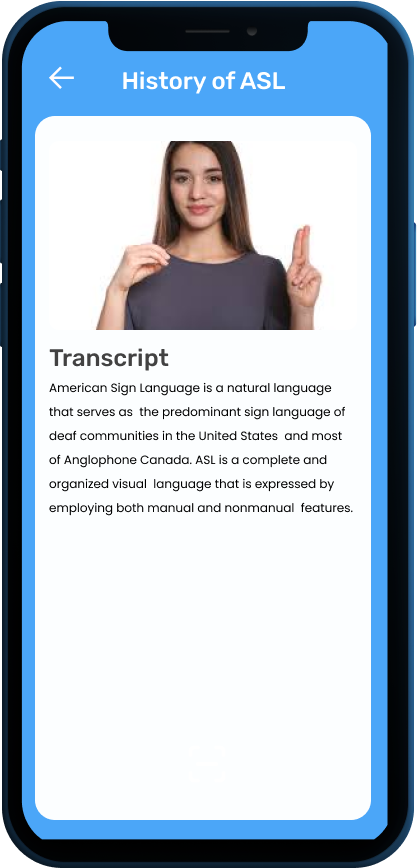 History of ASL
Transcript
American Sign Language is a natural language
that serves as  the predominant sign language of
deaf communities in the United States  and most
of Anglophone Canada. ASL is a complete and
organized visual  language that is expressed by
employing both manual and nonmanual  features.